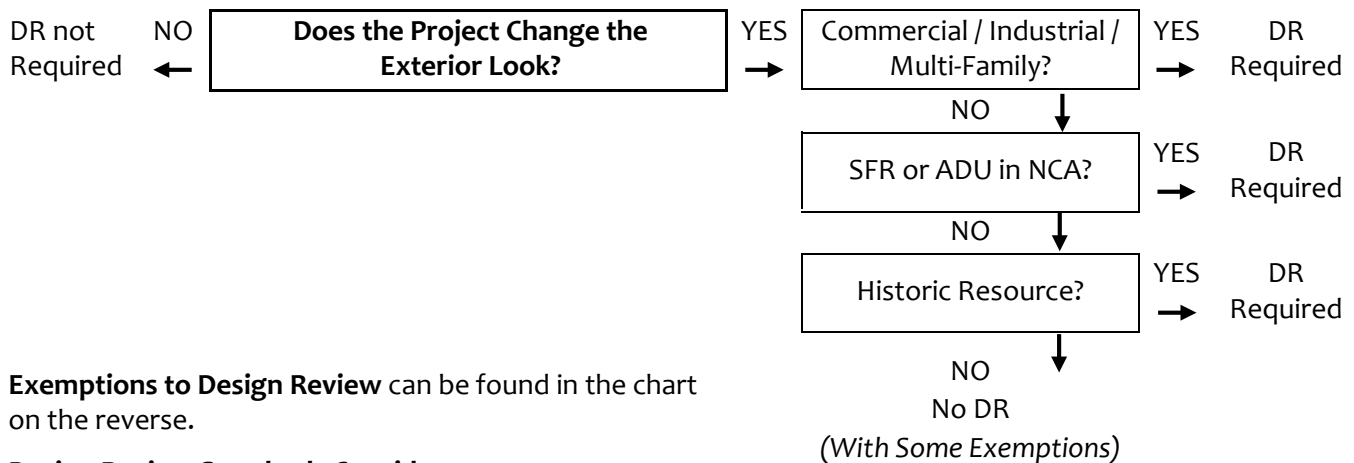 DR not Required
NO
Does the Project Change the
Exterior Look?
YES
Commercial / Industrial /
Multi-Family?
YES
DR Required
NO
SFR or ADU in NCA?
YES
DR Required
NO
Historic Resource?
YES
DR Required
NO
No DR
(With Some Exemptions)
Exemptions to Design Review can be found in the chart
on the reverse.